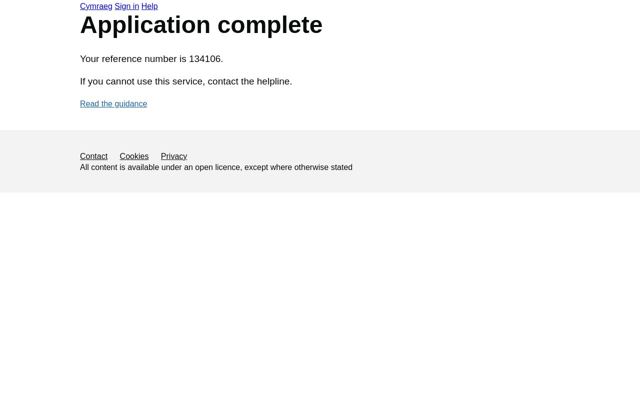 Cymraeg Sign in Help
Application complete
Your reference number is 134106.
If you cannot use this service, contact the helpline.
Read the guidance
Contact Cookies Privacy
All content is available under an open licence, except where otherwise stated